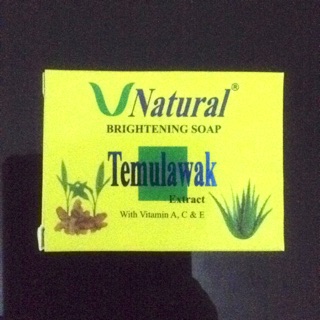 VNatural®
BRIGHTENING SOAP
Temulawak
Extract
With Vitamin A, C & E